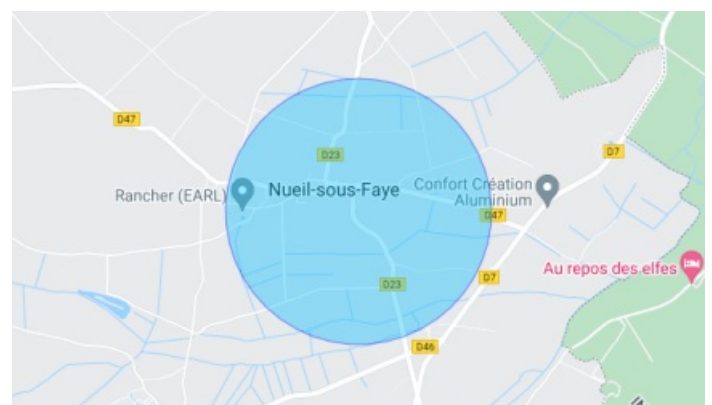 D47
D23
D7
Rancher (EARL)
Nueil-sous-Faye
Confort Création
Aluminium
D47
Au repos des elfes
D23
D7
D46